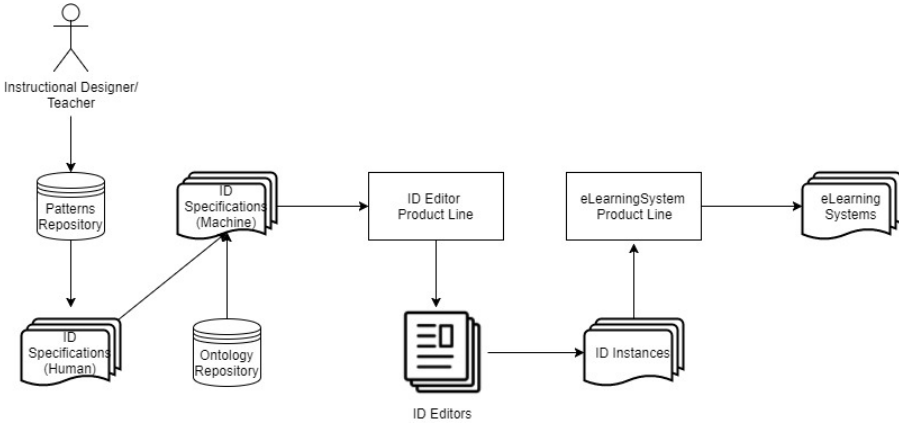 Instructional Designer/
Teacher
Patterns
Repository
ID
Specifications
(Human)
ID
Specifications
(Machine)
Ontology
Repository
ID Editor
Product Line
ID Editors
ID Instances
eLearningSystem
Product Line
eLearning
Systems